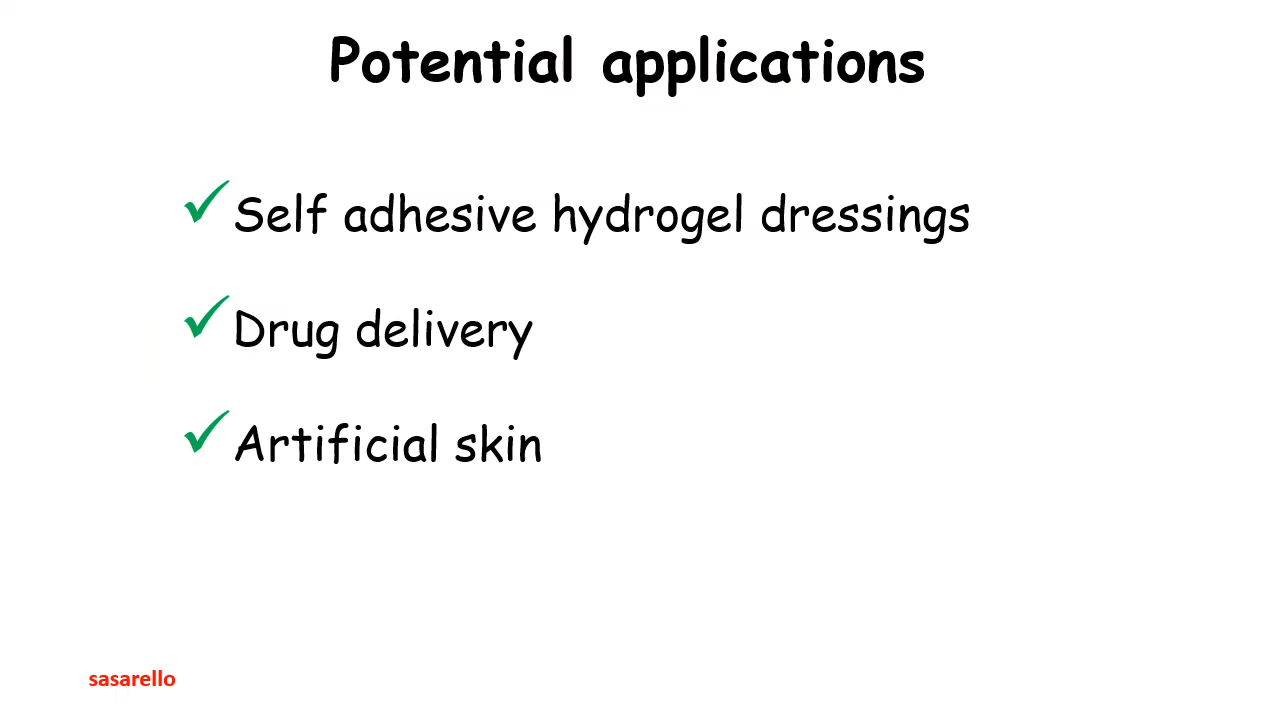 Potential applications
✓Self adhesive hydrogel dressings
✓Drug delivery
✓Artificial skin
sasarello